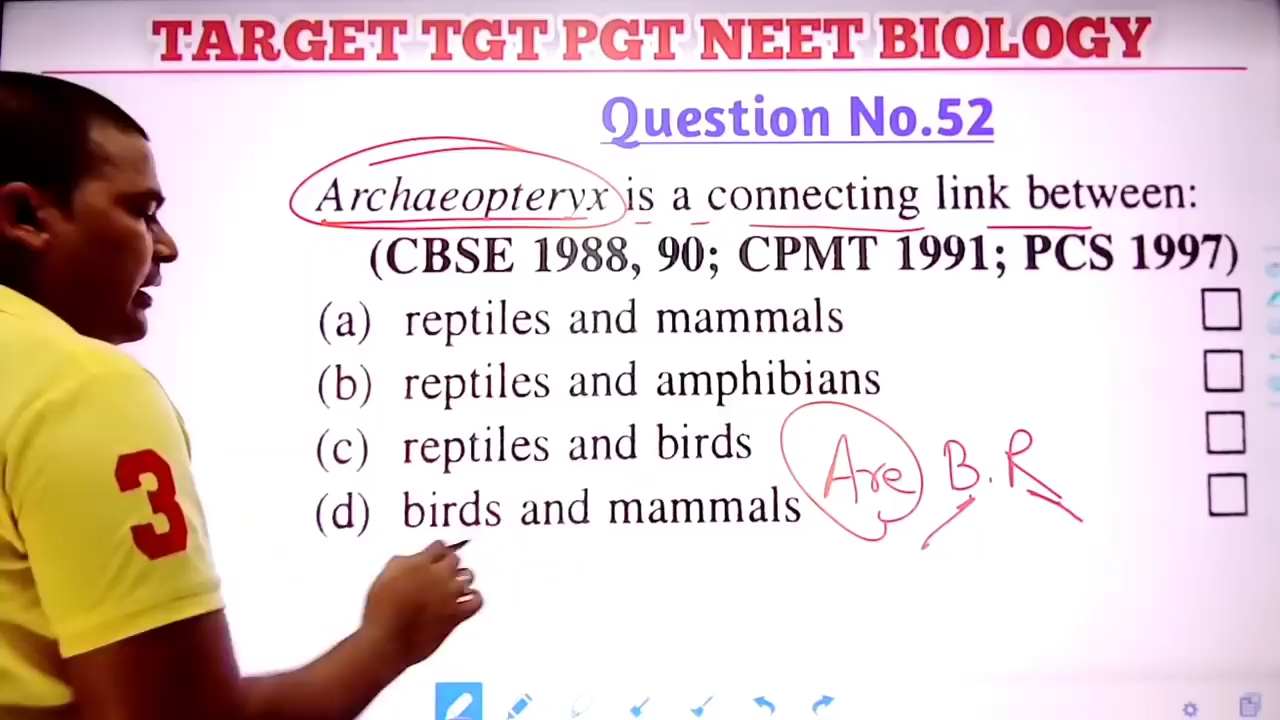 TARGET TGT PGT NEET BIOLOGY
Question No.52
Archaeopteryx is a connecting link between:
(CBSE 1988, 90; CPMT 1991; PCS 1997)
(a) reptiles and mammals
(b) reptiles and amphibians
(c) reptiles and birds
(d) birds and mammals
Are B. R
3